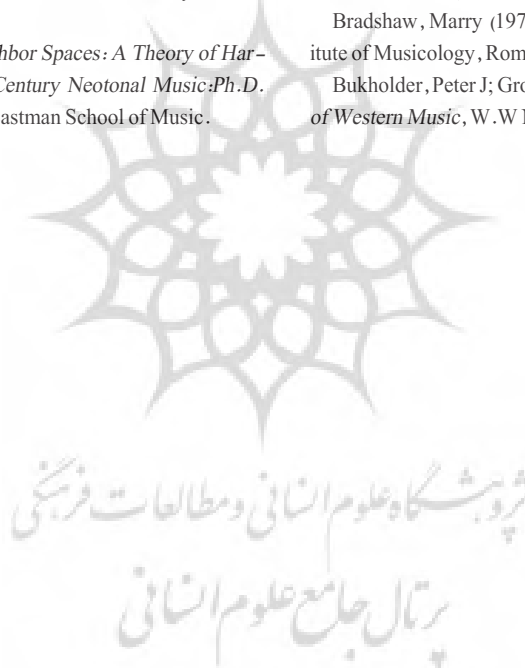 hbor Spaces: A Theory of Har-
Century Neotonal Music:Ph.D.
astman School of Music.
Bradshaw, Marry (197
itute of Musicology, Rom
Bukholder, Peter J; Gro
of Western Music, W.W
پژوهشگاه علوم انسانی و مطالعات فرهنگی
پرتال جامع علوم انسانی